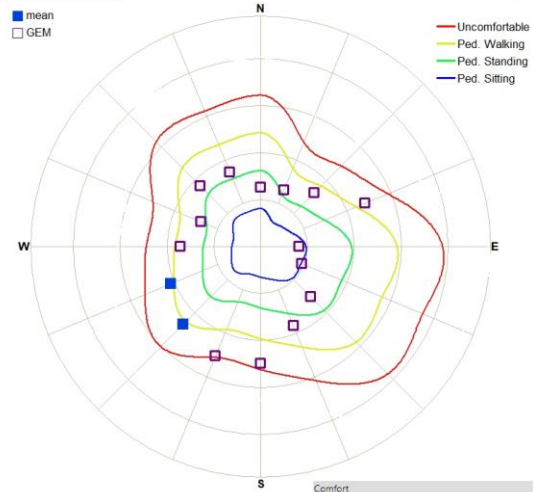 mean
GEM
N
Uncomfortable
Ped. Walking
Ped. Standing
Ped. Sitting
W
E
S
Comfort